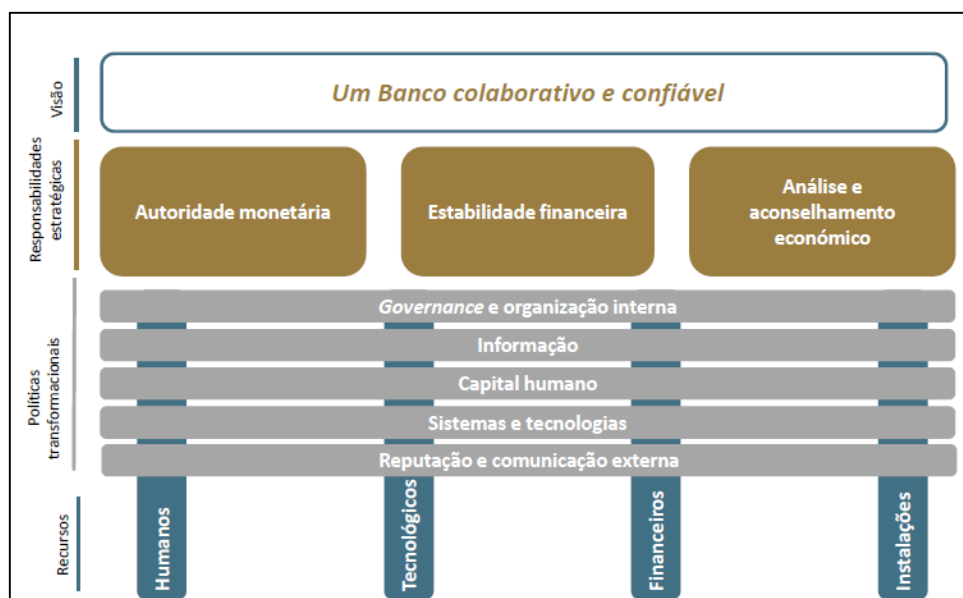 Visão
Um Banco colaborativo e confiável
Responsabilidades
estratégicas
Autoridade monetária
Estabilidade financeira
Análise e
aconselhamento
económico
Políticas
transformacionais
Governance e organização interna
Informação
Capital humano
Sistemas e tecnologias
Reputação e comunicação externa
Recursos
Humanos
Tecnológicos
Financeiros
Instalações